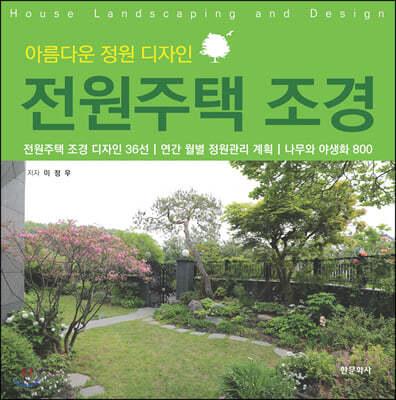 House Landscaping and Design
아름다운 정원 디자인
전원주택 조경
전원주택 조경 디자인 36선 | 연간 월별 정원관리 계획 | 나무와 야생화 800
저자 이 정 우
한문화사